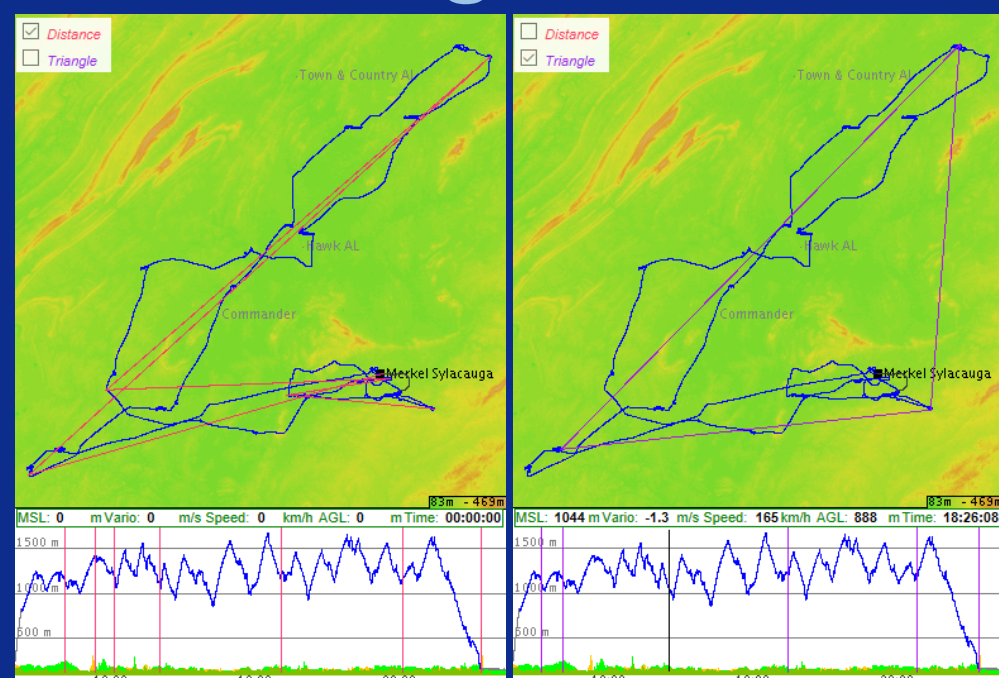 Distance
Triangle
Town & Country AL
Hawk AL
Commander
Merkel Sylacauga
83m - 469m
MSL: 0 m Vario: 0 m/s Speed: 0 km/h AGL: 0 m Time: 00:00:00
1500 m
1000 m
500 m
Distance
Triangle
Town & Country AL
Hawk AL
Commander
Merkel Sylacauga
83m - 469m
MSL: 1044 m Vario: -1.3 m/s Speed: 165 km/h AGL: 888 m Time: 18:26:08
1500 m
1000 m
500 m